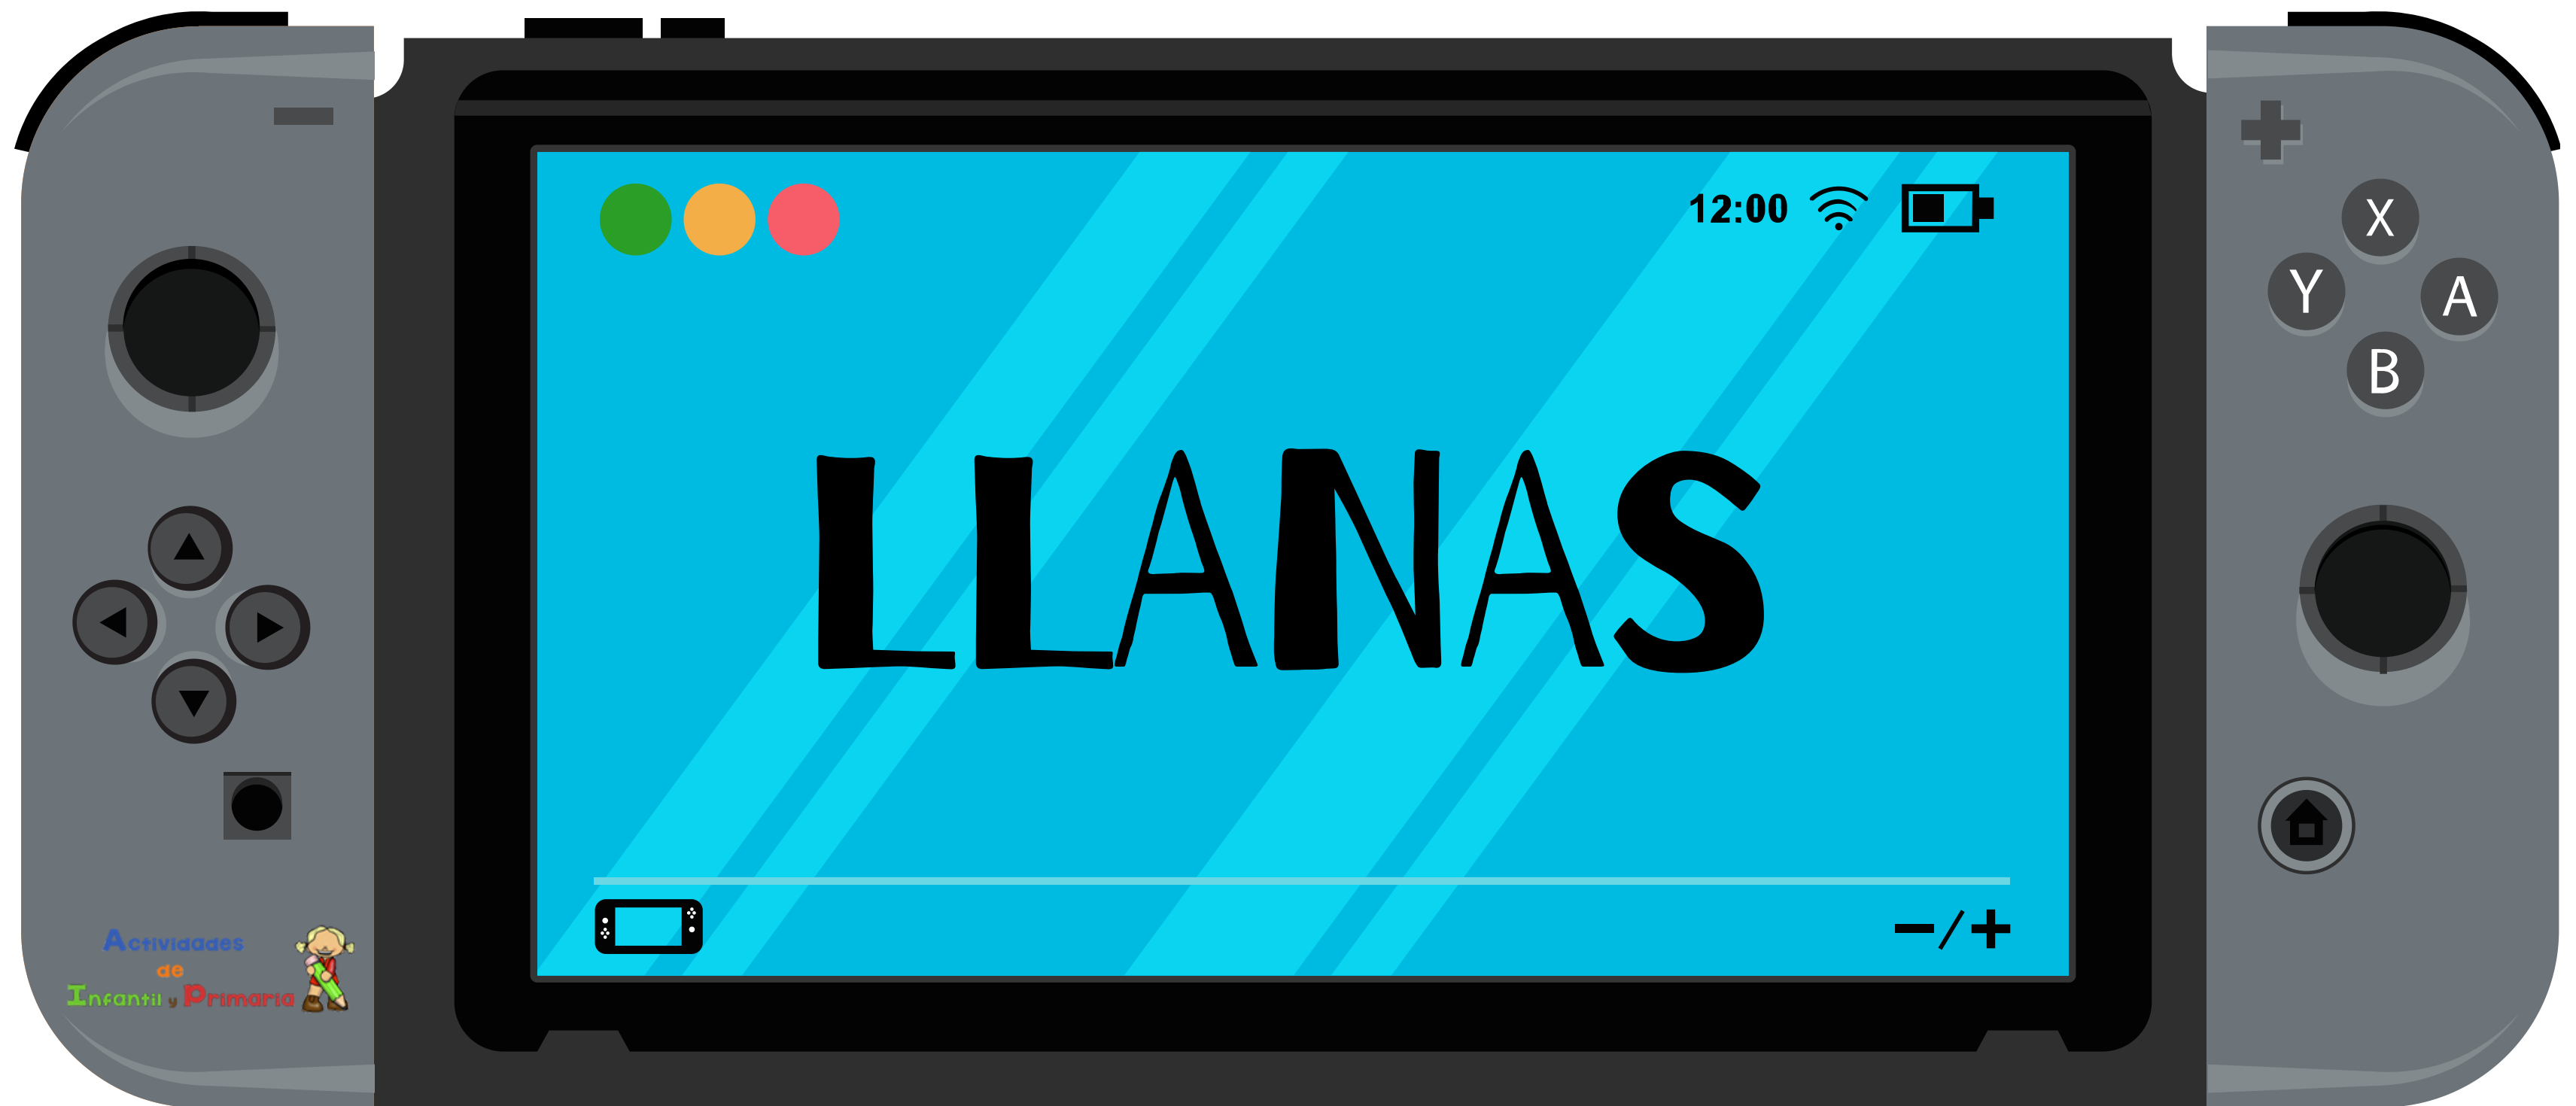 12:00
X
Y
A
B
LLANAS
-/+
Actividades
de
Infantil y Primaria